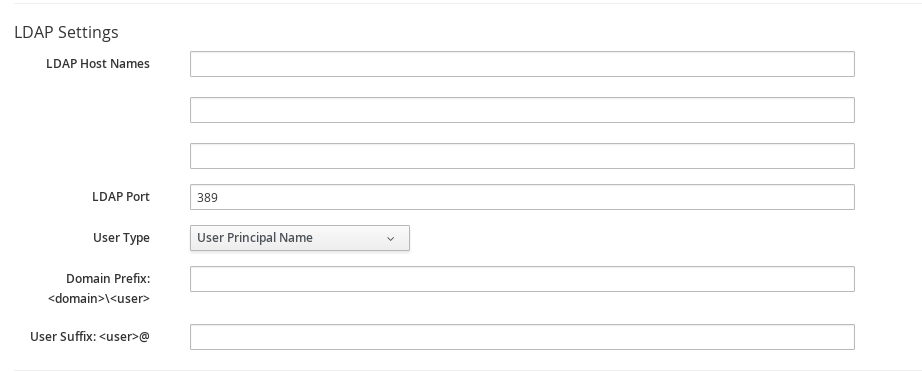 LDAP Settings
LDAP Host Names
LDAP Port
389
User Type
User Principal Name
Domain Prefix:
<domain>\<user>
User Suffix: <user>@